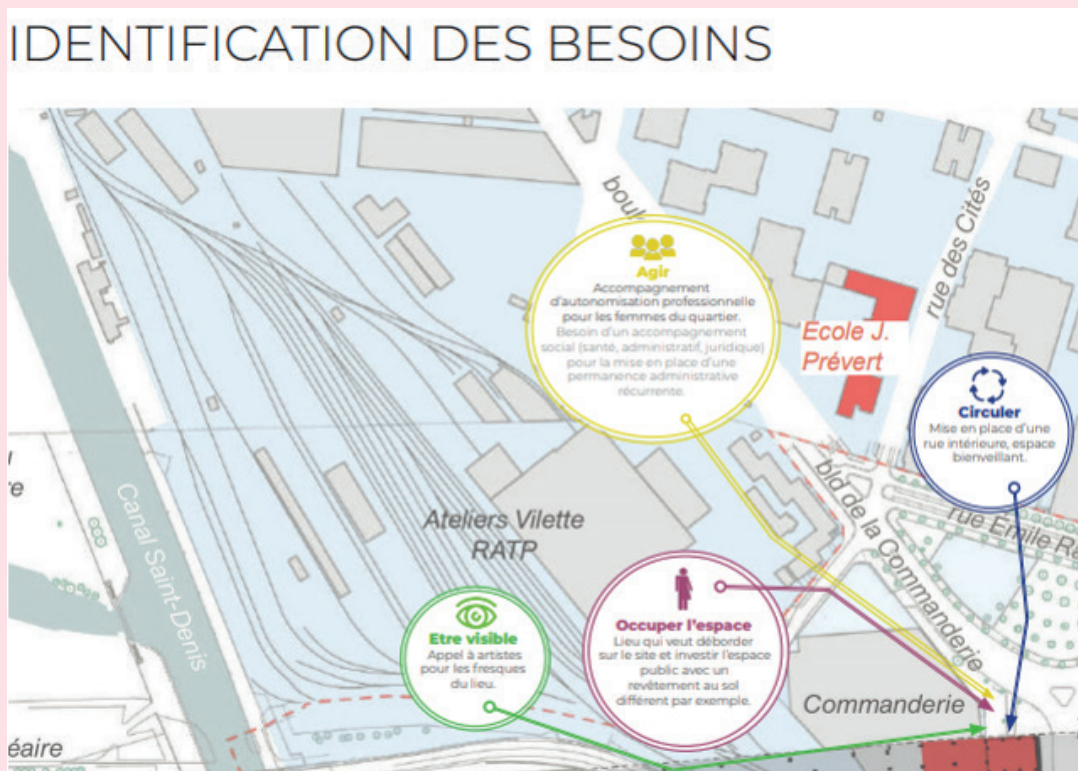 IDENTIFICATION DES BESOINS
boul
rue des Cités
Agir
Accompagnement
d'autonomisation professionnelle
pour les femmes du quartier.
Besoin d'un accompagnement
social (santé, administratif, juridique)
pour la mise en place d'une
permanence administrative
récurrente.
Ecole J.
Prévert
Circuler
Mise en place d'une
rue intérieure, espace
bienveillant.
re
Canal Saint-Denis
Ateliers Vilette
RATP
bld de la Commanderie
rue Emile Ra
Etre visible
Appel à artistes
pour les fresques
du lieu.
Occuper l'espace
Lieu qui veut déborder
sur le site et investir l'espace
public avec un
revêtement au sol
différent par exemple.
Commanderie
éaire